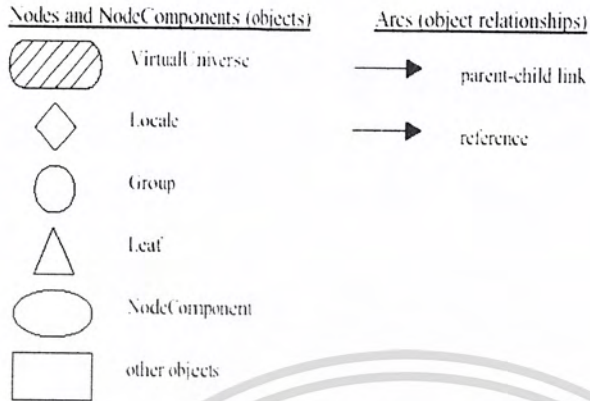 Nodes and NodeComponents (objects)
Arcs (object relationships)
VirtualUniverse
parent-child link
Locale
reference
Group
Leaf
NodeComponent
other objects